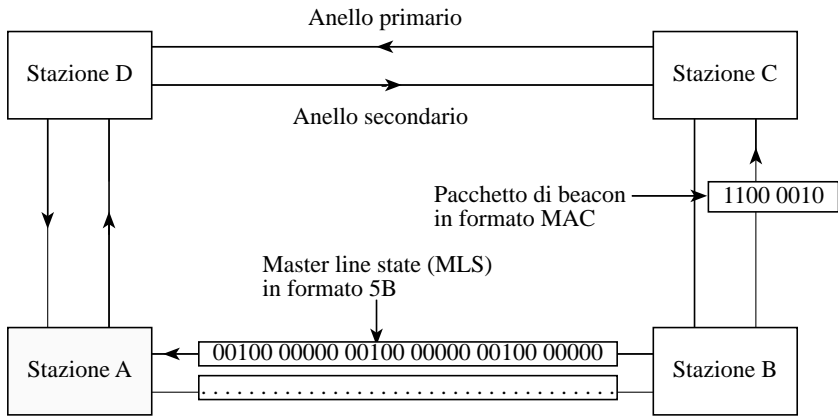 Anello primario
Stazione D
Stazione C
Anello secondario
Pacchetto di beacon
in formato MAC
1100 0010
Master line state (MLS)
in formato 5B
Stazione A
00100 00000 00100 00000 00100 00000
Stazione B
. . . . . . . . . . . . . . . . . . . . . . . . . . . . . . . . . . .